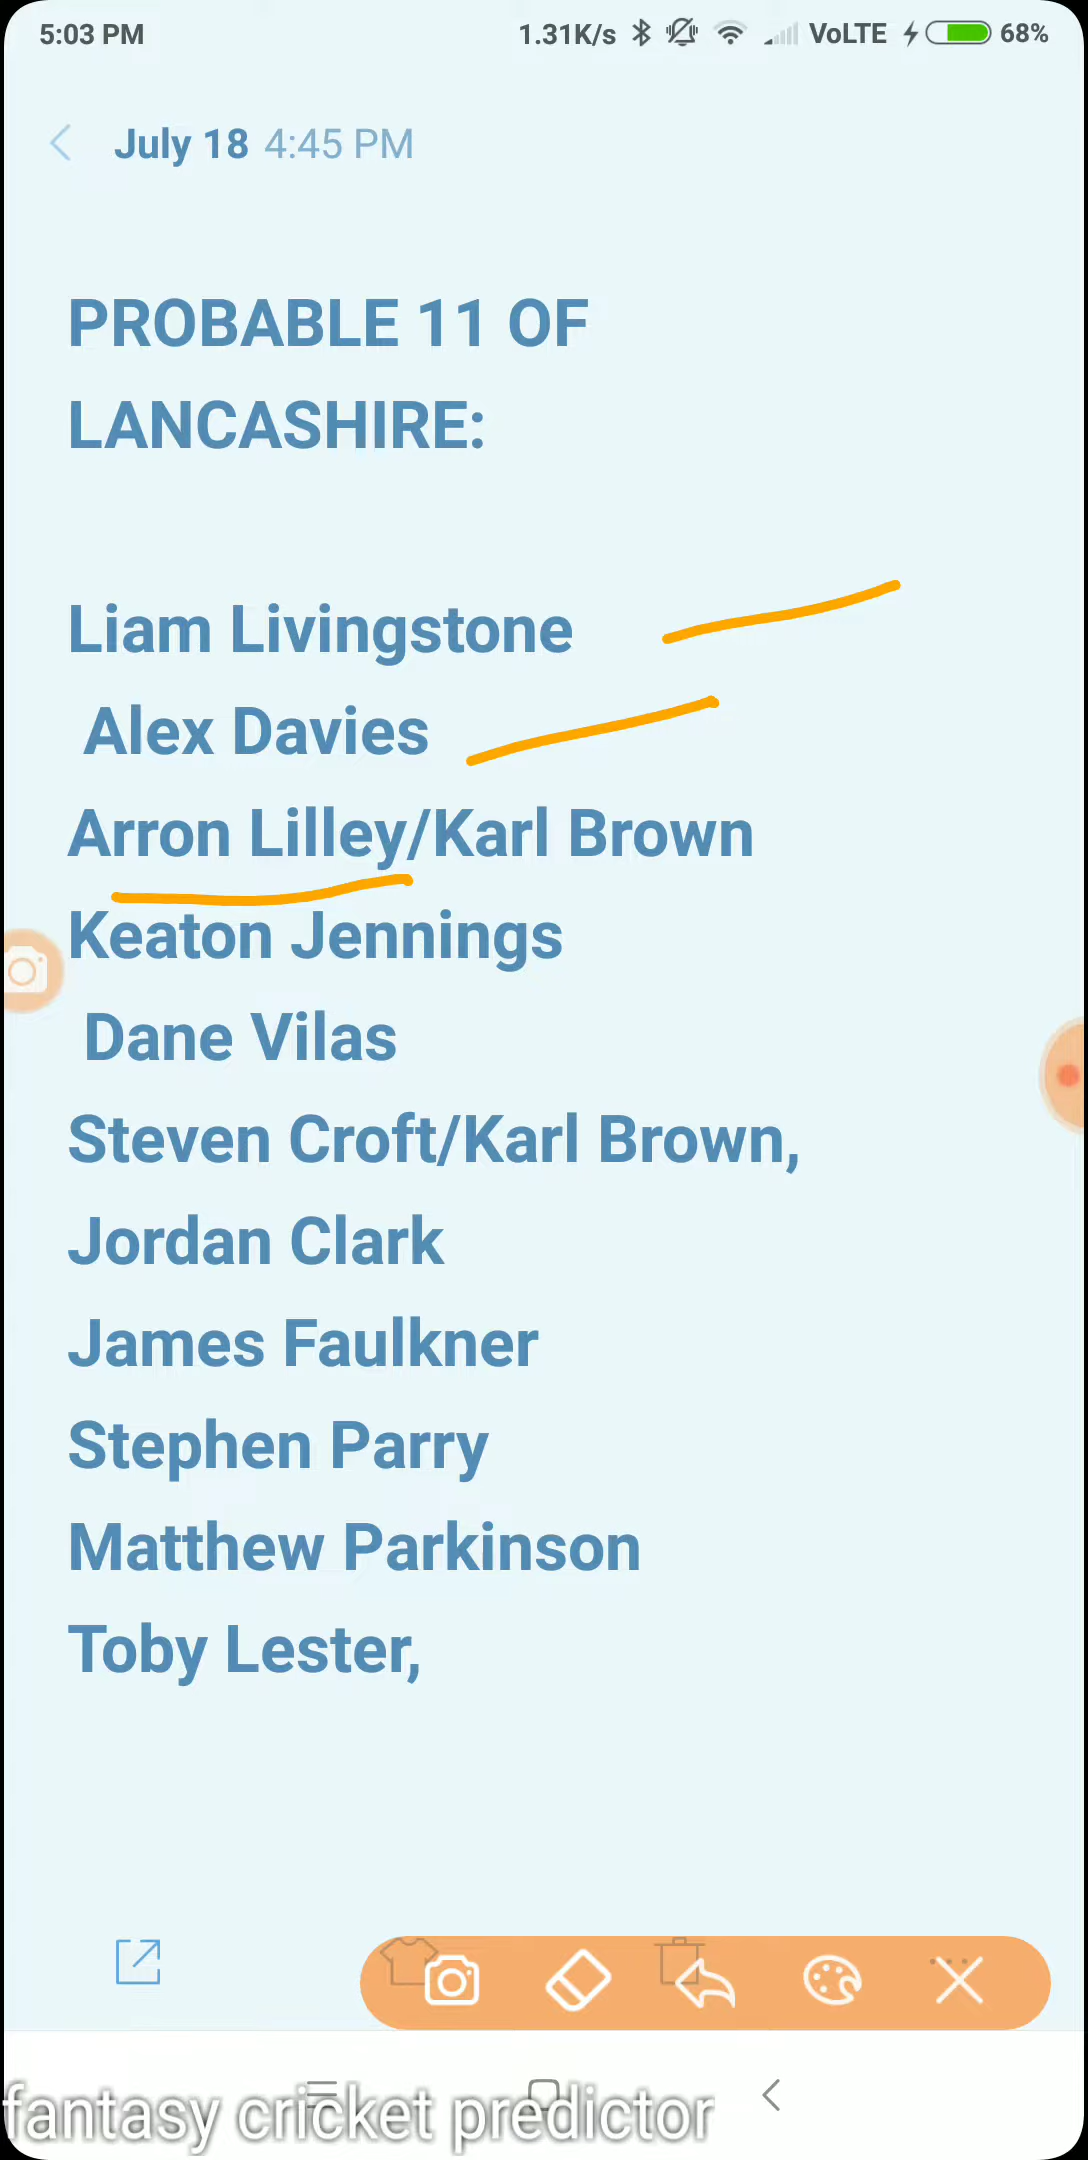 5:03 PM 1.31K/s VoLTE 68%
July 18 4:45 PM
PROBABLE 11 OF
LANCASHIRE:
Liam Livingstone
Alex Davies
Arron Lilley/Karl Brown
Keaton Jennings
Dane Vilas
Steven Croft/Karl Brown,
Jordan Clark
James Faulkner
Stephen Parry
Matthew Parkinson
Toby Lester,
fantasy cricket predictor